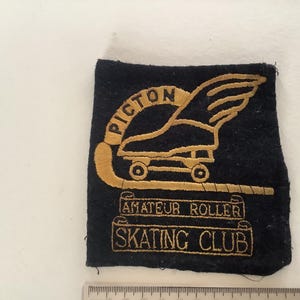 PICTON
AMATEUR ROLLER
SKATING CLUB